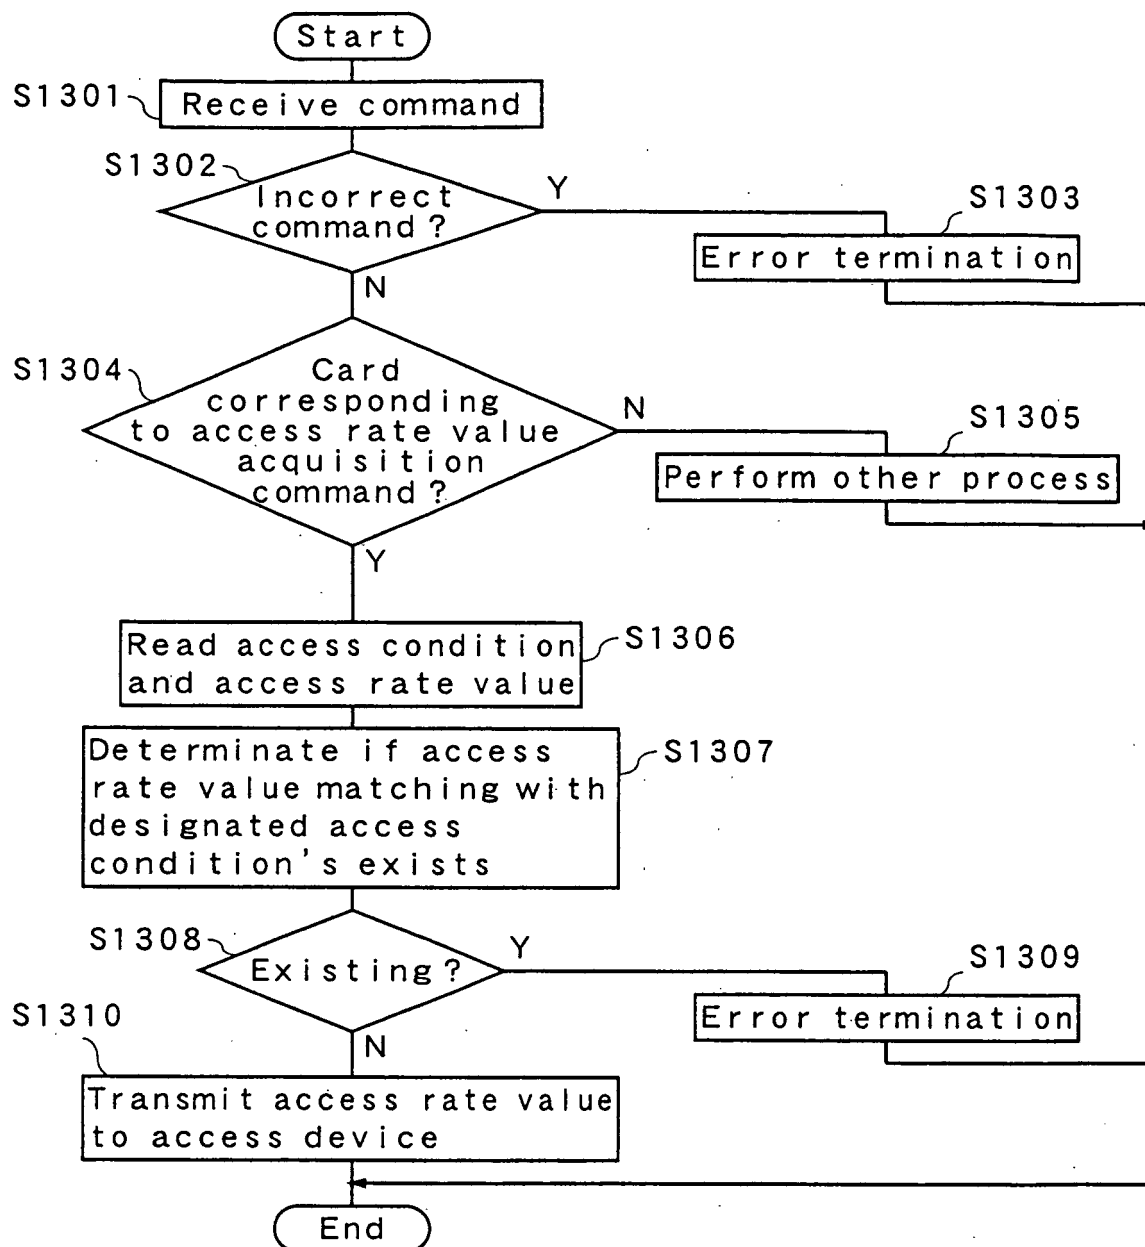 Start
S1301
Receive command
S1302
Incorrect
command?
Y
S1303
Error termination
N
S1304
Card
corresponding
to access rate value
acquisition
command?
N
S1305
Perform other process
Y
Read access condition
and access rate value
S1306
Determinate if access
rate value matching with
designated access
condition's exists
S1307
S1308
Existing?
Y
S1309
Error termination
S1310
N
Transmit access rate value
to access device
End